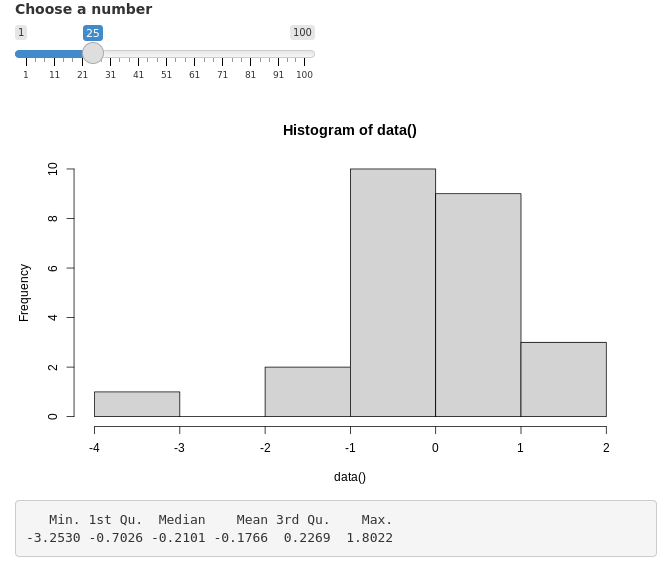 Choose a number
1 25 100
1 11 21 31 41 51 61 71 81 91 100
Histogram of data()
Frequency
10
8
6
4
2
0
-4 -3 -2 -1 0 1 2
data()
Min. 1st Qu. Median Mean 3rd Qu. Max.
-3.2530 -0.7026 -0.2101 -0.1766 0.2269 1.8022